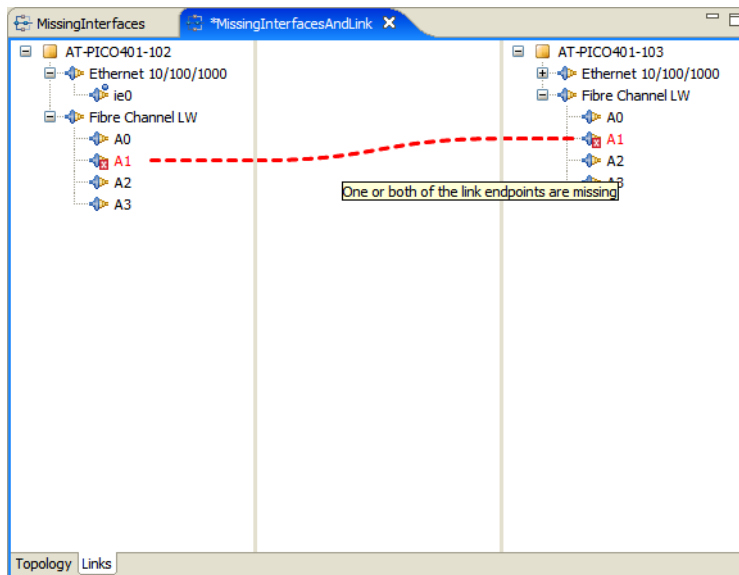 MissingInterfaces
*MissingInterfacesAndLink
AT-PICO401-102
Ethernet 10/100/1000
ie0
Fibre Channel LW
A0
A1
A2
A3
AT-PICO401-103
Ethernet 10/100/1000
Fibre Channel LW
A0
A1
A2
A3
One or both of the link endpoints are missing
Topology
Links